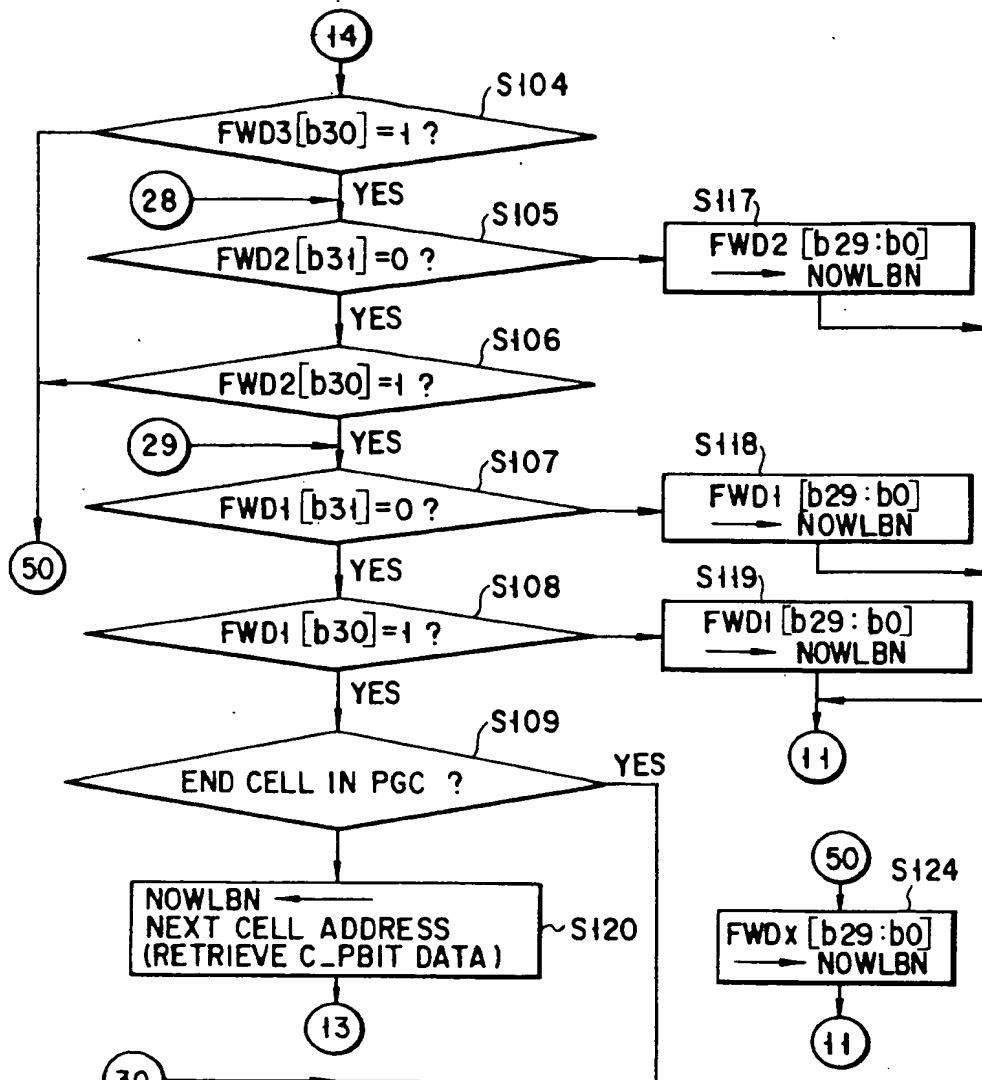 14
S104
FWD3[b30]=1 ?
YES
28
S105
FWD2[b31]=0 ?
S117
FWD2 [b29:b0]
→ NOWLBN
YES
S106
FWD2[b30]=1 ?
29
YES
S107
FWD1[b31]=0 ?
S118
FWD1 [b29:b0]
→ NOWLBN
50
YES
S108
FWD1[b30]=1 ?
S119
FWD1[b29:b0]
→ NOWLBN
YES
S109
END CELL IN PGC ?
YES
11
NOWLBN ←
NEXT CELL ADDRESS
(RETRIEVE C_PBIT DATA)
S120
13
50
S124
FWDX [b29:b0]
→ NOWLBN
11
30